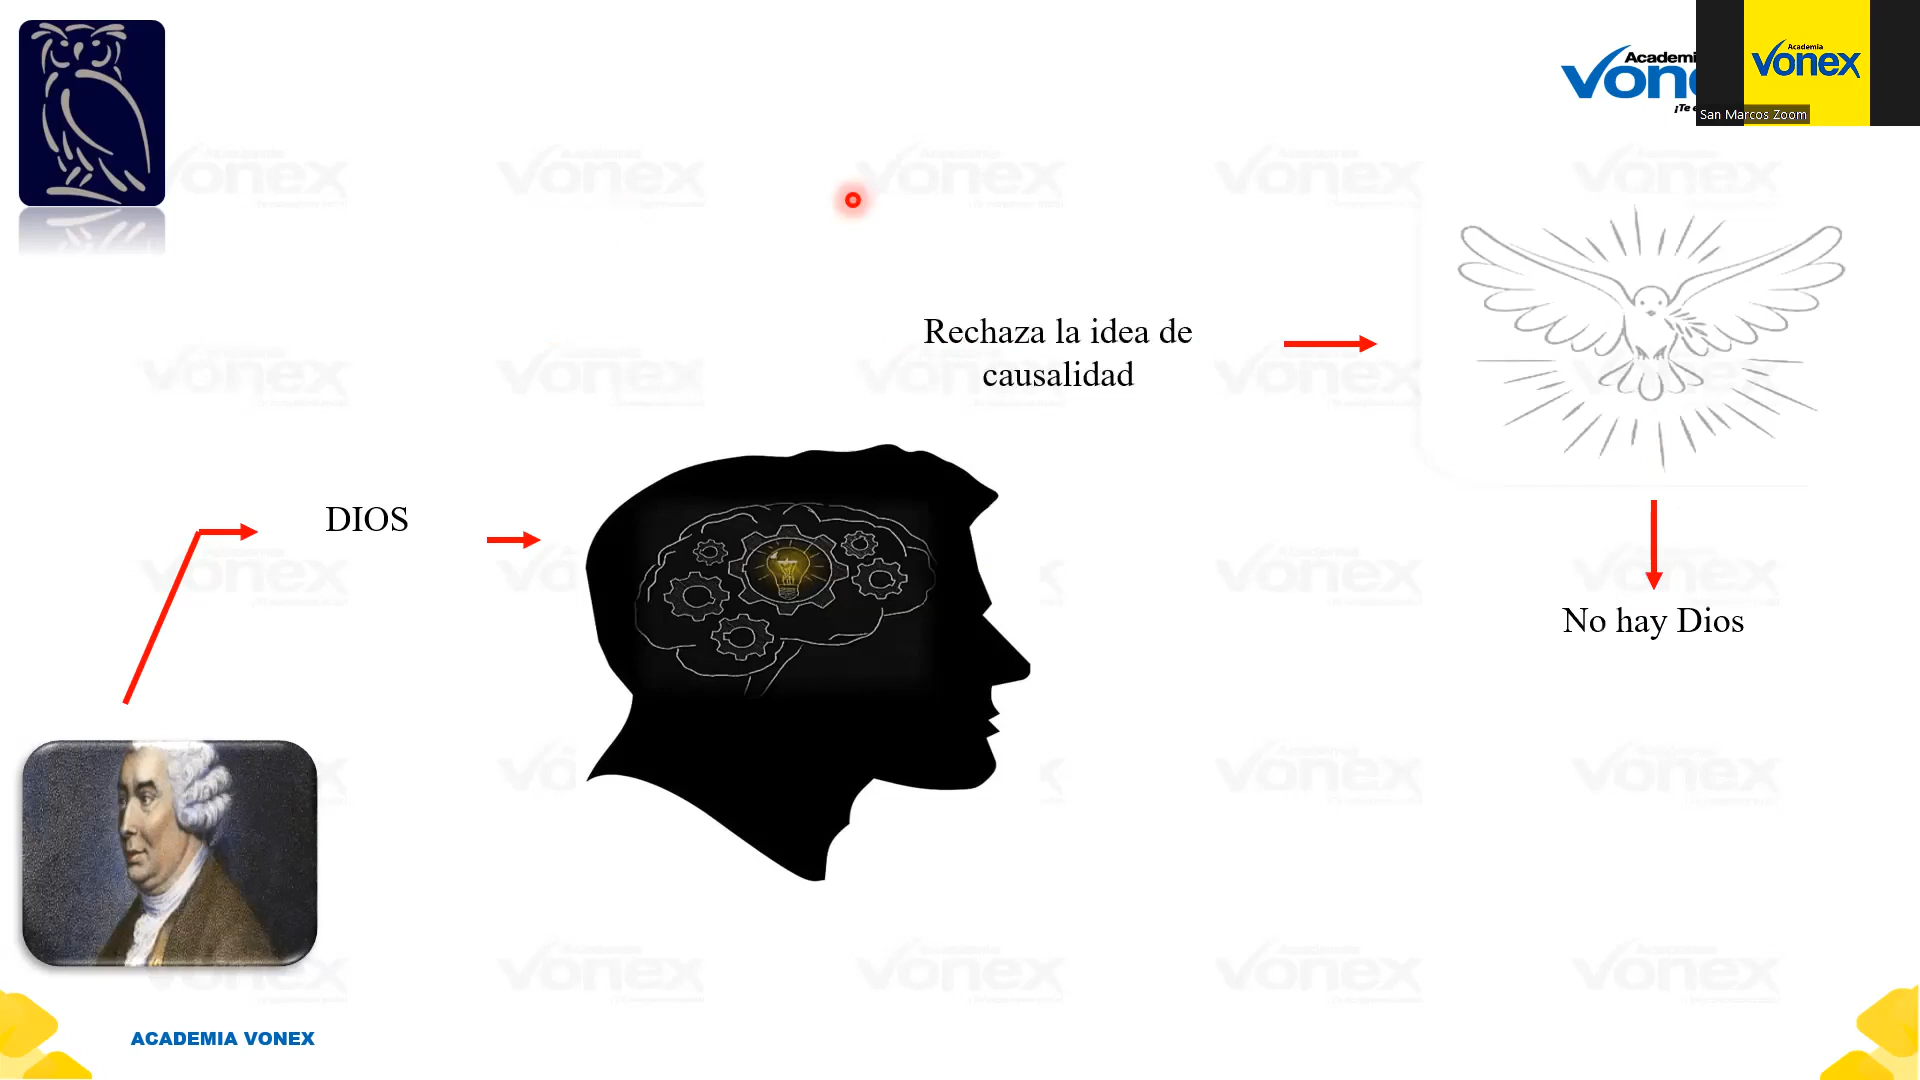 Academia
vonex
San Marcos Zoom
Rechaza la idea de
causalidad
DIOS
No hay Dios
ACADEMIA VONEX